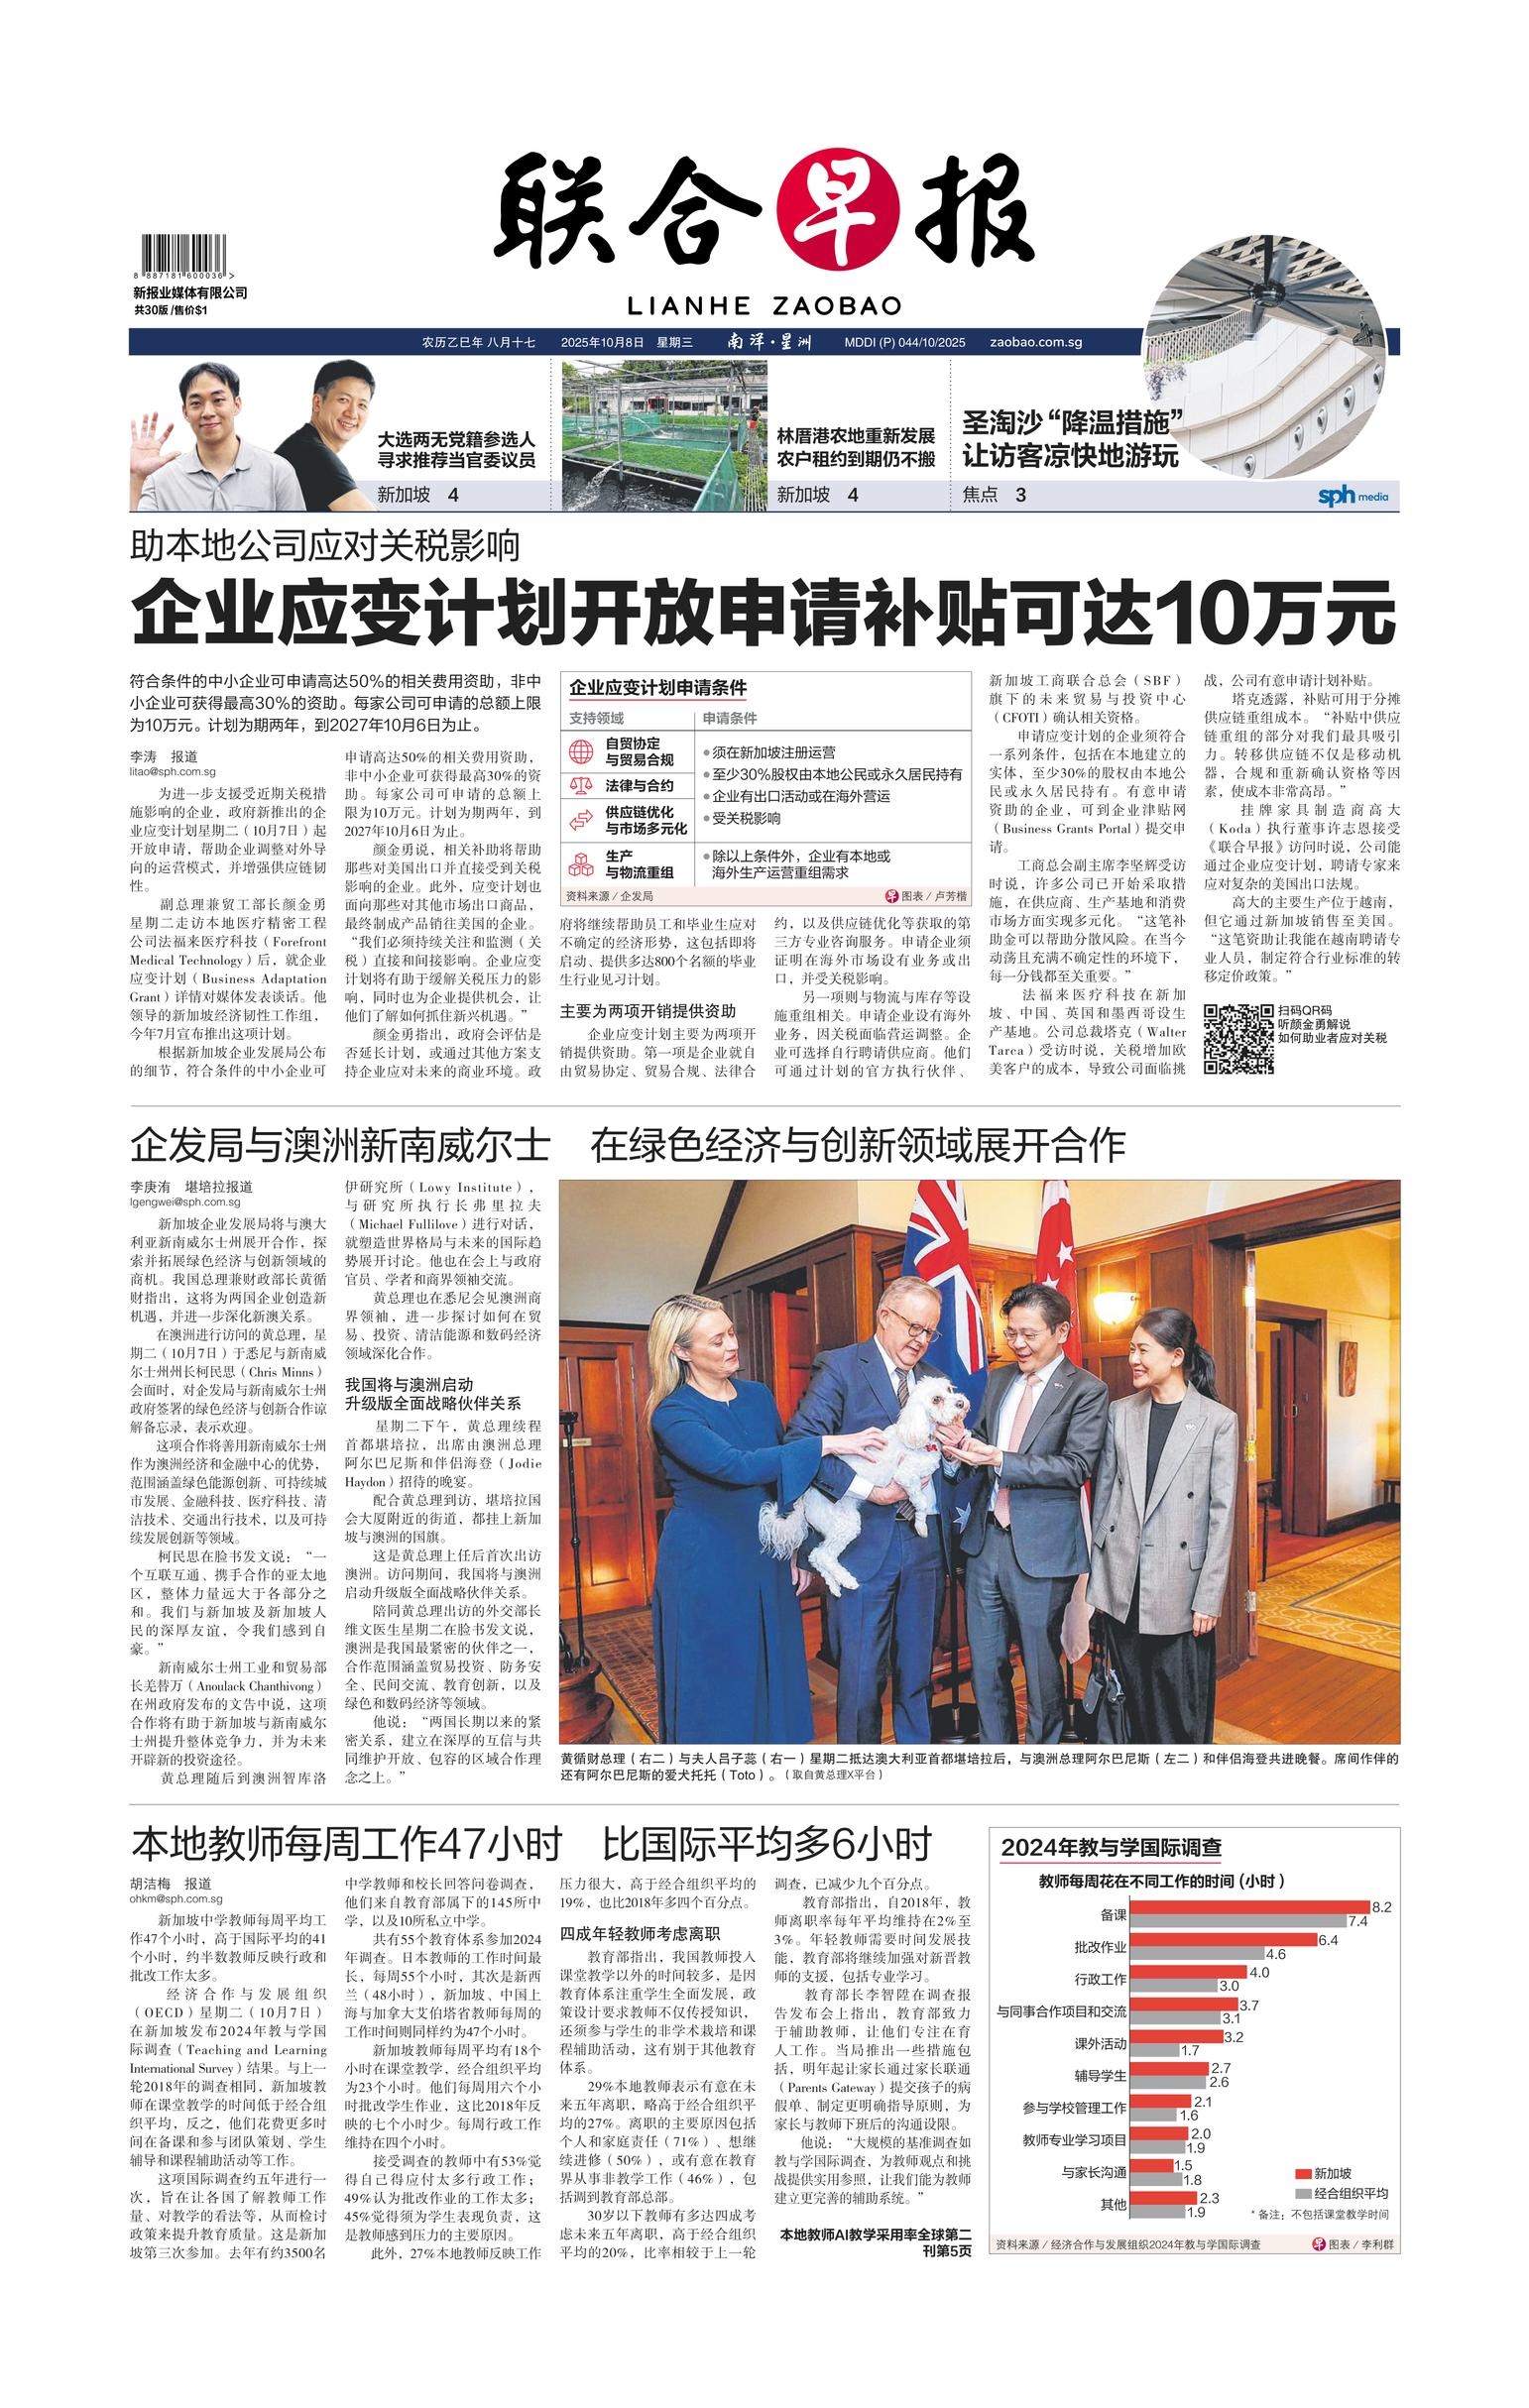 联合早报
LIANHE ZAOBAO
8 887181 600036 >
新报业媒体有限公司
共30版 /售价$1
农历乙巳年 八月十七 2025年10月8日 星期三 南洋·星洲 MDDI (P) 044/10/2025 zaobao.com.sg
大选两无党籍参选人
寻求推荐当官委议员
新加坡 4
林厝港农地重新发展
农户租约到期仍不搬
新加坡 4
圣淘沙“降温措施”
让访客凉快地游玩
焦点 3
sph media
助本地公司应对关税影响
企业应变计划开放申请补贴可达10万元
符合条件的中小企业可申请高达50%的相关费用资助，非中
小企业可获得最高30%的资助。每家公司可申请的总额上限
为10万元。计划为期两年，到2027年10月6日为止。
李涛 报道
litao@sph.com.sg
为进一步支援受近期关税措
施影响的企业，政府新推出的企
业应变计划星期二（10月7日）起
开放申请，帮助企业调整对外导
向的运营模式，并增强供应链韧
性。
副总理兼贸工部长颜金勇
星期二走访本地医疗精密工程
公司法福来医疗科技（Forefront
Medical Technology）后，就企业
应变计划（Business Adaptation
Grant）详情对媒体发表谈话。他
领导的新加坡经济韧性工作组，
今年7月宣布推出这项计划。
根据新加坡企业发展局公布
的细节，符合条件的中小企业可
申请高达50%的相关费用资助，
非中小企业可获得最高30%的资
助。每家公司可申请的总额上
限为10万元。计划为期两年，到
2027年10月6日为止。
颜金勇说，相关补助将帮助
那些对美国出口并直接受到关税
影响的企业。此外，应变计划也
面向那些对其他市场出口商品，
最终制成产品销往美国的企业。
“我们必须持续关注和监测（关
税）直接和间接影响。企业应变
计划将有助于缓解关税压力的影
响，同时也为企业提供机会，让
他们了解如何抓住新兴机遇。”
颜金勇指出，政府会评估是
否延长计划，或通过其他方案支
持企业应对未来的商业环境。政
企业应变计划申请条件
支持领域 申请条件
自贸协定
与贸易合规
法律与合约
供应链优化
与市场多元化
●须在新加坡注册运营
●至少30%股权由本地公民或永久居民持有
●企业有出口活动或在海外营运
●受关税影响
生产
与物流重组
●除以上条件外，企业有本地或
海外生产运营重组需求
资料来源／企发局 早 图表／卢芳楷
府将继续帮助员工和毕业生应对
不确定的经济形势，这包括即将
启动、提供多达800个名额的毕业
生行业见习计划。
主要为两项开销提供资助
企业应变计划主要为两项开
销提供资助。第一项是企业就自
由贸易协定、贸易合规、法律合
约，以及供应链优化等获取的第
三方专业咨询服务。申请企业须
证明在海外市场设有业务或出
口，并受关税影响。
另一项则与物流与库存等设
施重组相关。申请企业设有海外
业务，因关税面临营运调整。企
业可选择自行聘请供应商。他们
可通过计划的官方执行伙伴、
新加坡工商联合总会（SBF）
旗下的未来贸易与投资中心
（CFOTI）确认相关资格。
申请应变计划的企业须符合
一系列条件，包括在本地建立的
实体，至少30%的股权由本地公
民或永久居民持有。有意申请
资助的企业，可到企业津贴网
（Business Grants Portal）提交申
请。
工商总会副主席李坚辉受访
时说，许多公司已开始采取措
施，在供应商、生产基地和消费
市场方面实现多元化。“这笔补
助金可以帮助分散风险。在当今
动荡且充满不确定性的环境下，
每一分钱都至关重要。”
法福来医疗科技在新加
坡、中国、英国和墨西哥设生
产基地。公司总裁塔克（Walter
Tarca）受访时说，关税增加欧
美客户的成本，导致公司面临挑
战，公司有意申请计划补贴。
塔克透露，补贴可用于分摊
供应链重组成本。“补贴中供应
链重组的部分对我们最具吸引
力。转移供应链不仅是移动机
器，合规和重新确认资格等因
素，使成本非常高昂。”
挂牌家具制造商高大
（Koda）执行董事许志恩接受
《联合早报》访问时说，公司能
通过企业应变计划，聘请专家来
应对复杂的美国出口法规。
高大的主要生产位于越南，
但它通过新加坡销售至美国。
“这笔资助让我能在越南聘请专
业人员，制定符合行业标准的转
移定价政策。”
扫码QR码
听颜金勇解说
如何助业者应对关税
企发局与澳洲新南威尔士 在绿色经济与创新领域展开合作
李庚洧 堪培拉报道
lgengwei@sph.com.sg
新加坡企业发展局将与澳大
利亚新南威尔士州展开合作，探
索并拓展绿色经济与创新领域的
商机。我国总理兼财政部长黄循
财指出，这将为两国企业创造新
机遇，并进一步深化新澳关系。
在澳洲进行访问的黄总理，星
期二（10月7日）于悉尼与新南威
尔士州州长柯民思（Chris Minns）
会面时，对企发局与新南威尔士州
政府签署的绿色经济与创新合作谅
解备忘录，表示欢迎。
这项合作将善用新南威尔士州
作为澳洲经济和金融中心的优势，
范围涵盖绿色能源创新、可持续城
市发展、金融科技、医疗科技、清
洁技术、交通出行技术，以及可持
续发展创新等领域。
柯民思在脸书发文说：“一
个互联互通、携手合作的亚太地
区，整体力量远大于各部分之
和。我们与新加坡及新加坡人
民的深厚友谊，令我们感到自
豪。”
新南威尔士州工业和贸易部
长羌替万（Anoulack Chanthivong）
在州政府发布的文告中说，这项
合作将有助于新加坡与新南威尔
士州提升整体竞争力，并为未来
开辟新的投资途径。
黄总理随后到澳洲智库洛
伊研究所（Lowy Institute），
与研究所执行长弗里拉夫
（Michael Fullilove）进行对话，
就塑造世界格局与未来的国际趋
势展开讨论。他也在会上与政府
官员、学者和商界领袖交流。
黄总理也在悉尼会见澳洲商
界领袖，进一步探讨如何在贸
易、投资、清洁能源和数码经济
领域深化合作。
我国将与澳洲启动
升级版全面战略伙伴关系
星期二下午，黄总理续程
首都堪培拉，出席由澳洲总理
阿尔巴尼斯和伴侣海登（Jodie
Haydon）招待的晚宴。
配合黄总理到访，堪培拉国
会大厦附近的街道，都挂上新加
坡与澳洲的国旗。
这是黄总理上任后首次出访
澳洲。访问期间，我国将与澳洲
启动升级版全面战略伙伴关系。
陪同黄总理出访的外交部长
维文医生星期二在脸书发文说，
澳洲是我国最紧密的伙伴之一，
合作范围涵盖贸易投资、防务安
全、民间交流、教育创新，以及
绿色和数码经济等领域。
他说：“两国长期以来的紧
密关系，建立在深厚的互信与共
同维护开放、包容的区域合作理
念之上。”
黄循财总理（右二）与夫人吕子蕊（右一）星期二抵达澳大利亚首都堪培拉后，与澳洲总理阿尔巴尼斯（左二）和伴侣海登共进晚餐。席间作伴的
还有阿尔巴尼斯的爱犬托托（Toto）。（取自黄总理X平台）
本地教师每周工作47小时 比国际平均多6小时
胡洁梅 报道
ohkm@sph.com.sg
新加坡中学教师每周平均工
作47个小时，高于国际平均的41
个小时，约半数教师反映行政和
批改工作太多。
经济合作与发展组织
（OECD）星期二（10月7日）
在新加坡发布2024年教与学国
际调查（Teaching and Learning
International Survey）结果。与上一
轮2018年的调查相同，新加坡教
师在课堂教学的时间低于经合组
织平均，反之，他们花费更多时
间在备课和参与团队策划、学生
辅导和课程辅助活动等工作。
这项国际调查约五年进行一
次，旨在让各国了解教师工作
量、对教学的看法等，从而检讨
政策来提升教育质量。这是新加
坡第三次参加。去年有约3500名
中学教师和校长回答问卷调查，
他们来自教育部属下的145所中
学，以及10所私立中学。
共有55个教育体系参加2024
年调查。日本教师的工作时间最
长，每周55个小时，其次是新西
兰（48小时），新加坡、中国上
海与加拿大艾伯塔省教师每周的
工作时间则同样约为47个小时。
新加坡教师每周平均有18个
小时在课堂教学，经合组织平均
为23个小时。他们每周用六个小
时批改学生作业，这比2018年反
映的七个小时少。每周行政工作
维持在四个小时。
接受调查的教师中有53%觉
得自己得应付太多行政工作；
49%认为批改作业的工作太多；
45%觉得须为学生表现负责，这
是教师感到压力的主要原因。
此外，27%本地教师反映工作
压力很大，高于经合组织平均的
19%，也比2018年多四个百分点。
四成年轻教师考虑离职
教育部指出，我国教师投入
课堂教学以外的时间较多，是因
教育体系注重学生全面发展，政
策设计要求教师不仅传授知识，
还须参与学生的非学术栽培和课
程辅助活动，这有别于其他教育
体系。
29%本地教师表示有意在未
来五年离职，略高于经合组织平
均的27%。离职的主要原因包括
个人和家庭责任（71%）、想继
续进修（50%），或有意在教育
界从事非教学工作（46%），包
括调到教育部总部。
30岁以下教师有多达四成考
虑未来五年离职，高于经合组织
平均的20%，比率相较于上一轮
调查，已减少九个百分点。
教育部指出，自2018年，教
师离职率每年平均维持在2%至
3%。年轻教师需要时间发展技
能，教育部将继续加强对新晋教
师的支援，包括专业学习。
教育部长李智陞在调查报
告发布会上指出，教育部致力
于辅助教师，让他们专注在育
人工作。当局推出一些措施包
括，明年起让家长通过家长联通
（Parents Gateway）提交孩子的病
假单、制定更明确指导原则，为
家长与教师下班后的沟通设限。
他说：“大规模的基准调查如
教与学国际调查，为教师观点和挑
战提供实用参照，让我们能为教师
建立更完善的辅助系统。”
本地教师AI教学采用率全球第二
刊第5页
2024年教与学国际调查
教师每周花在不同工作的时间（小时）
备课 8.2 7.4
批改作业 6.4 4.6
行政工作 4.0 3.0
与同事合作项目和交流 3.7 3.1
课外活动 3.2 1.7
辅导学生 2.7 2.6
参与学校管理工作 2.1 1.6
教师专业学习项目 2.0 1.9
与家长沟通 1.5 1.8
其他 2.3 1.9
新加坡
经合组织平均
*备注：不包括课堂教学时间
资料来源／经济合作与发展组织2024年教与学国际调查 早 图表／李利群